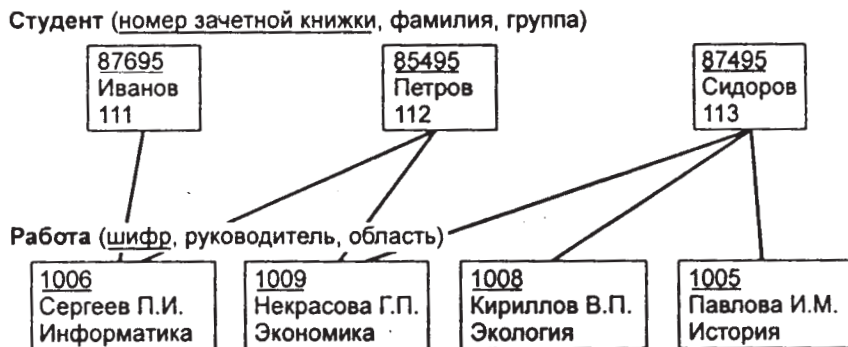 Студент (номер зачетной книжки, фамилия, группа)
87695
Иванов
111
85495
Петров
112
87495
Сидоров
113
Работа (шифр, руководитель, область)
1006
Сергеев П.И.
Информатика
1009
Некрасова Г.П.
Экономика
1008
Кириллов В.П.
Экология
1005
Павлова И.М.
История